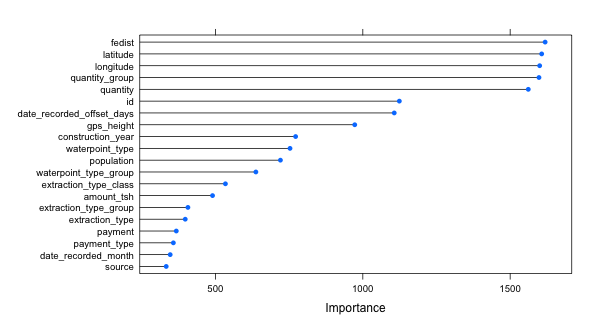 fedist
latitude
longitude
quantity_group
quantity
id
date_recorded_offset_days
gps_height
construction_year
waterpoint_type
population
waterpoint_type_group
extraction_type_class
amount_tsh
extraction_type_group
extraction_type
payment
payment_type
date_recorded_month
source
500 1000 1500
Importance